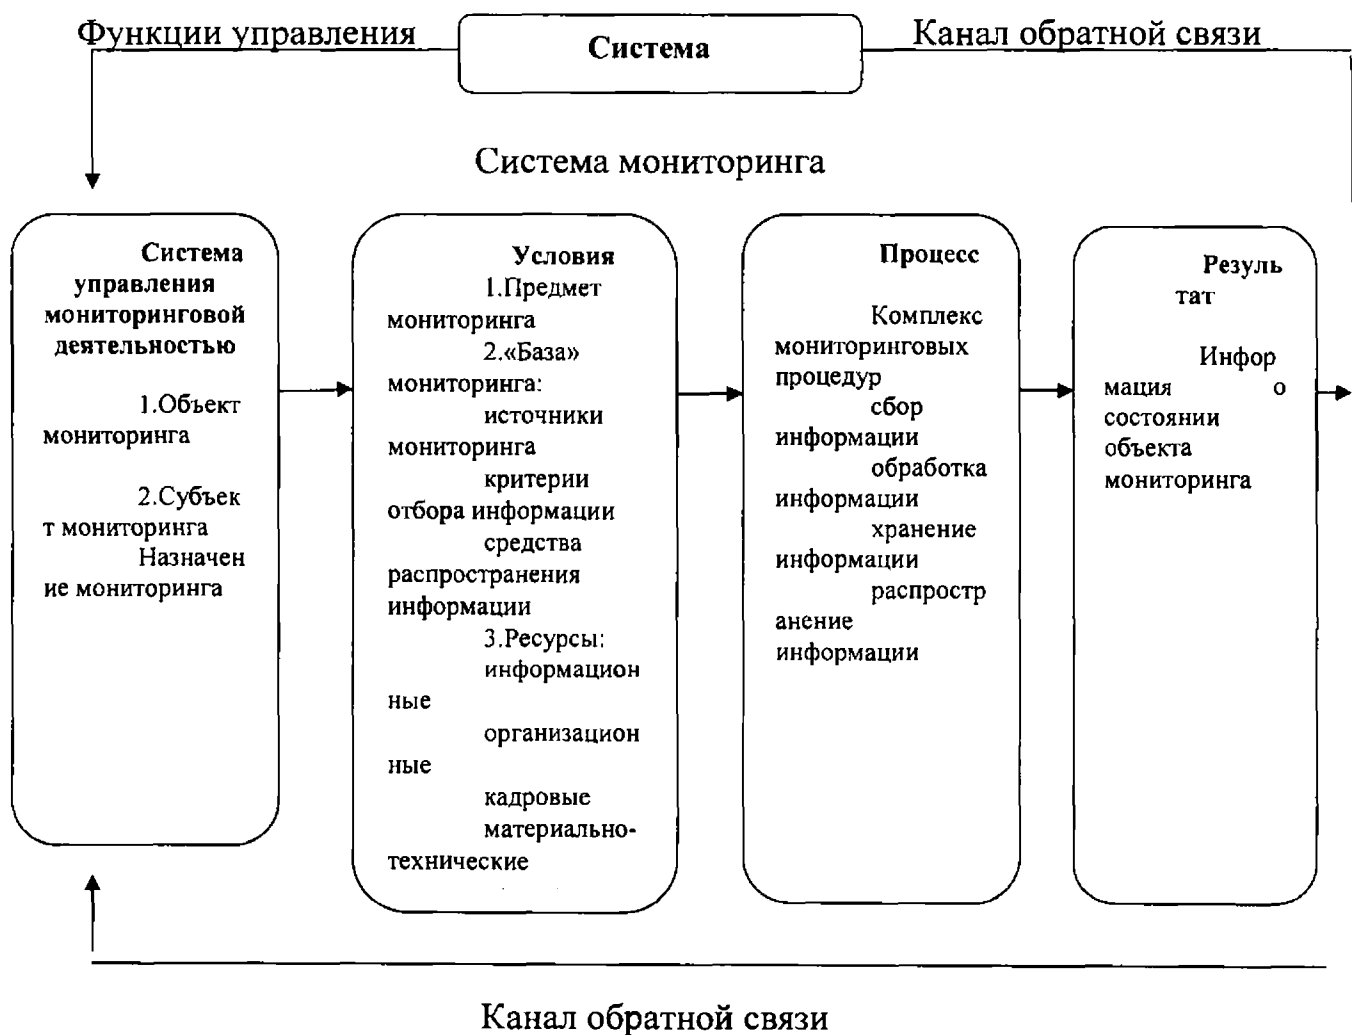 Функции управления
Система
Канал обратной связи
Система мониторинга
Система
управления
мониторинговой
деятельностью
1.Объект
мониторинга
2.Субъек
т мониторинга
Назначен
ие мониторинга
Условия
1.Предмет
мониторинга
2.«База»
мониторинга:
источники
мониторинга
критерии
отбора информации
средства
распространения
информации
3.Ресурсы:
информацион
ные
организацион
ные
кадровые
материально-
технические
Процесс
Комплекс
мониторинговых
процедур
сбор
информации
обработка
информации
хранение
информации
распростр
анение
информации
Резуль
тат
Инфор
мация о
состоянии
объекта
мониторинга
Канал обратной связи